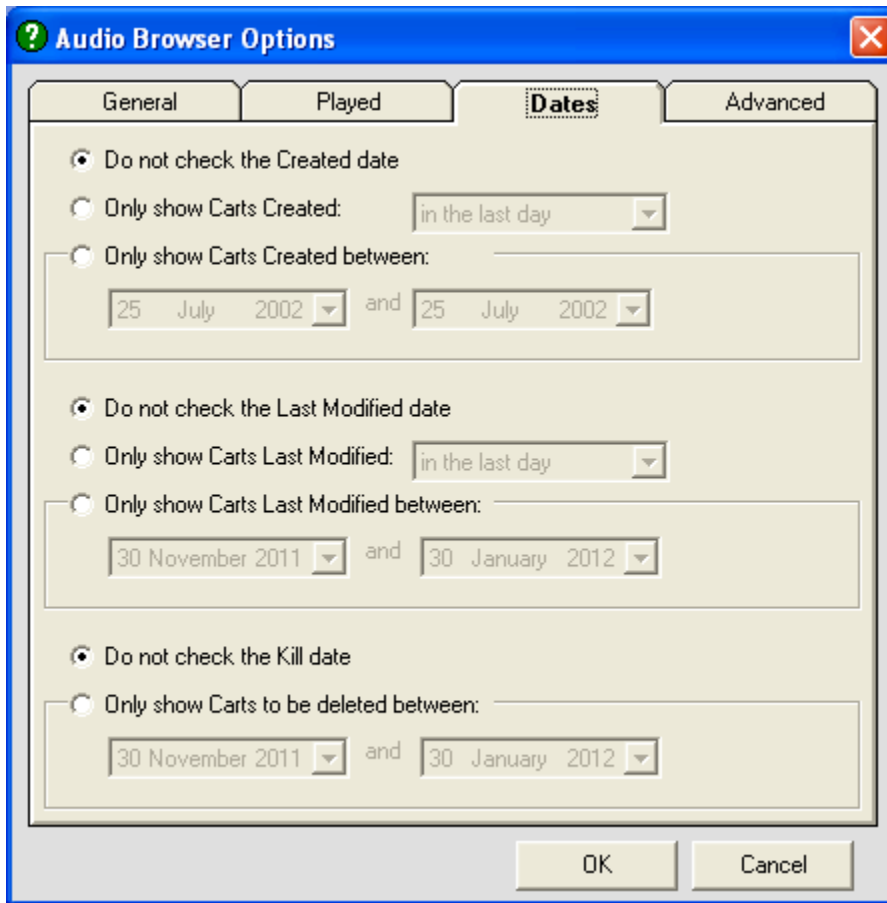 Audio Browser Options
General Played Dates Advanced
Do not check the Created date
Only show Carts Created: in the last day
Only show Carts Created between:
25 July 2002 and 25 July 2002
Do not check the Last Modified date
Only show Carts Last Modified: in the last day
Only show Carts Last Modified between:
30 November 2011 and 30 January 2012
Do not check the Kill date
Only show Carts to be deleted between:
30 November 2011 and 30 January 2012
OK Cancel